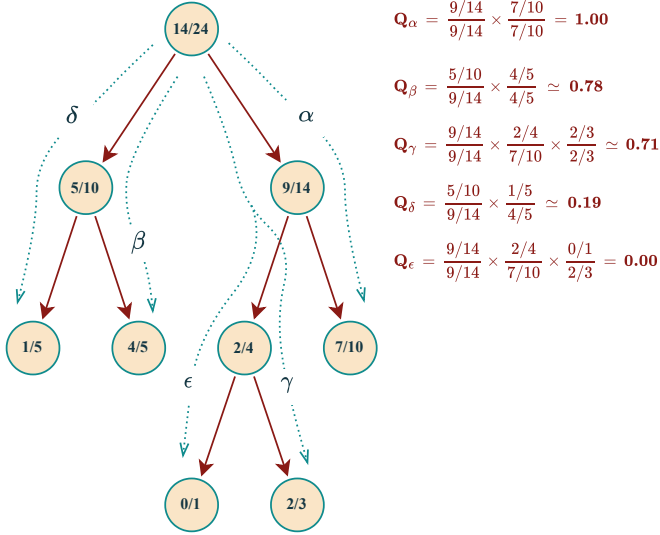 14/24
δ
α
5/10
9/14
β
1/5
4/5
2/4
7/10
ϵ
γ
0/1
2/3
Q_α = 9/14 / 9/14 × 7/10 / 7/10 = 1.00
Q_β = 5/10 / 9/14 × 4/5 / 4/5 ≃ 0.78
Q_γ = 9/14 / 9/14 × 2/4 / 7/10 × 2/3 / 2/3 ≃ 0.71
Q_δ = 5/10 / 9/14 × 1/5 / 4/5 ≃ 0.19
Q_ϵ = 9/14 / 9/14 × 2/4 / 7/10 × 0/1 / 2/3 = 0.00